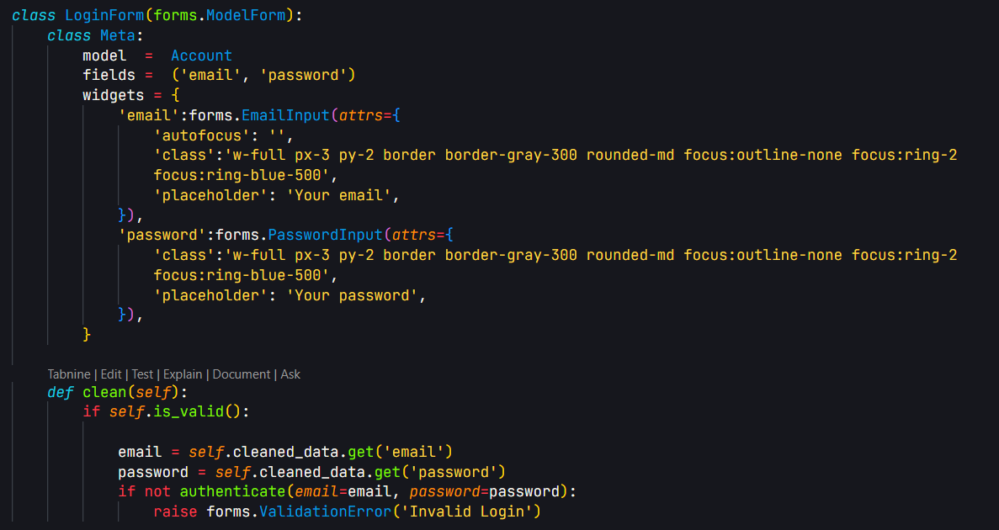 class LoginForm(forms.ModelForm):
    class Meta:
        model  =  Account
        fields =  ('email', 'password')
        widgets = {
            'email':forms.EmailInput(attrs={
                'autofocus': '',
                'class':'w-full px-3 py-2 border border-gray-300 rounded-md focus:outline-none focus:ring-2
                focus:ring-blue-500',
                'placeholder': 'Your email',
            }),
            'password':forms.PasswordInput(attrs={
                'class':'w-full px-3 py-2 border border-gray-300 rounded-md focus:outline-none focus:ring-2
                focus:ring-blue-500',
                'placeholder': 'Your password',
            }),
        }
    Tabnine | Edit | Test | Explain | Document | Ask
    def clean(self):
        if self.is_valid():
            email = self.cleaned_data.get('email')
            password = self.cleaned_data.get('password')
            if not authenticate(email=email, password=password):
                raise forms.ValidationError('Invalid Login')